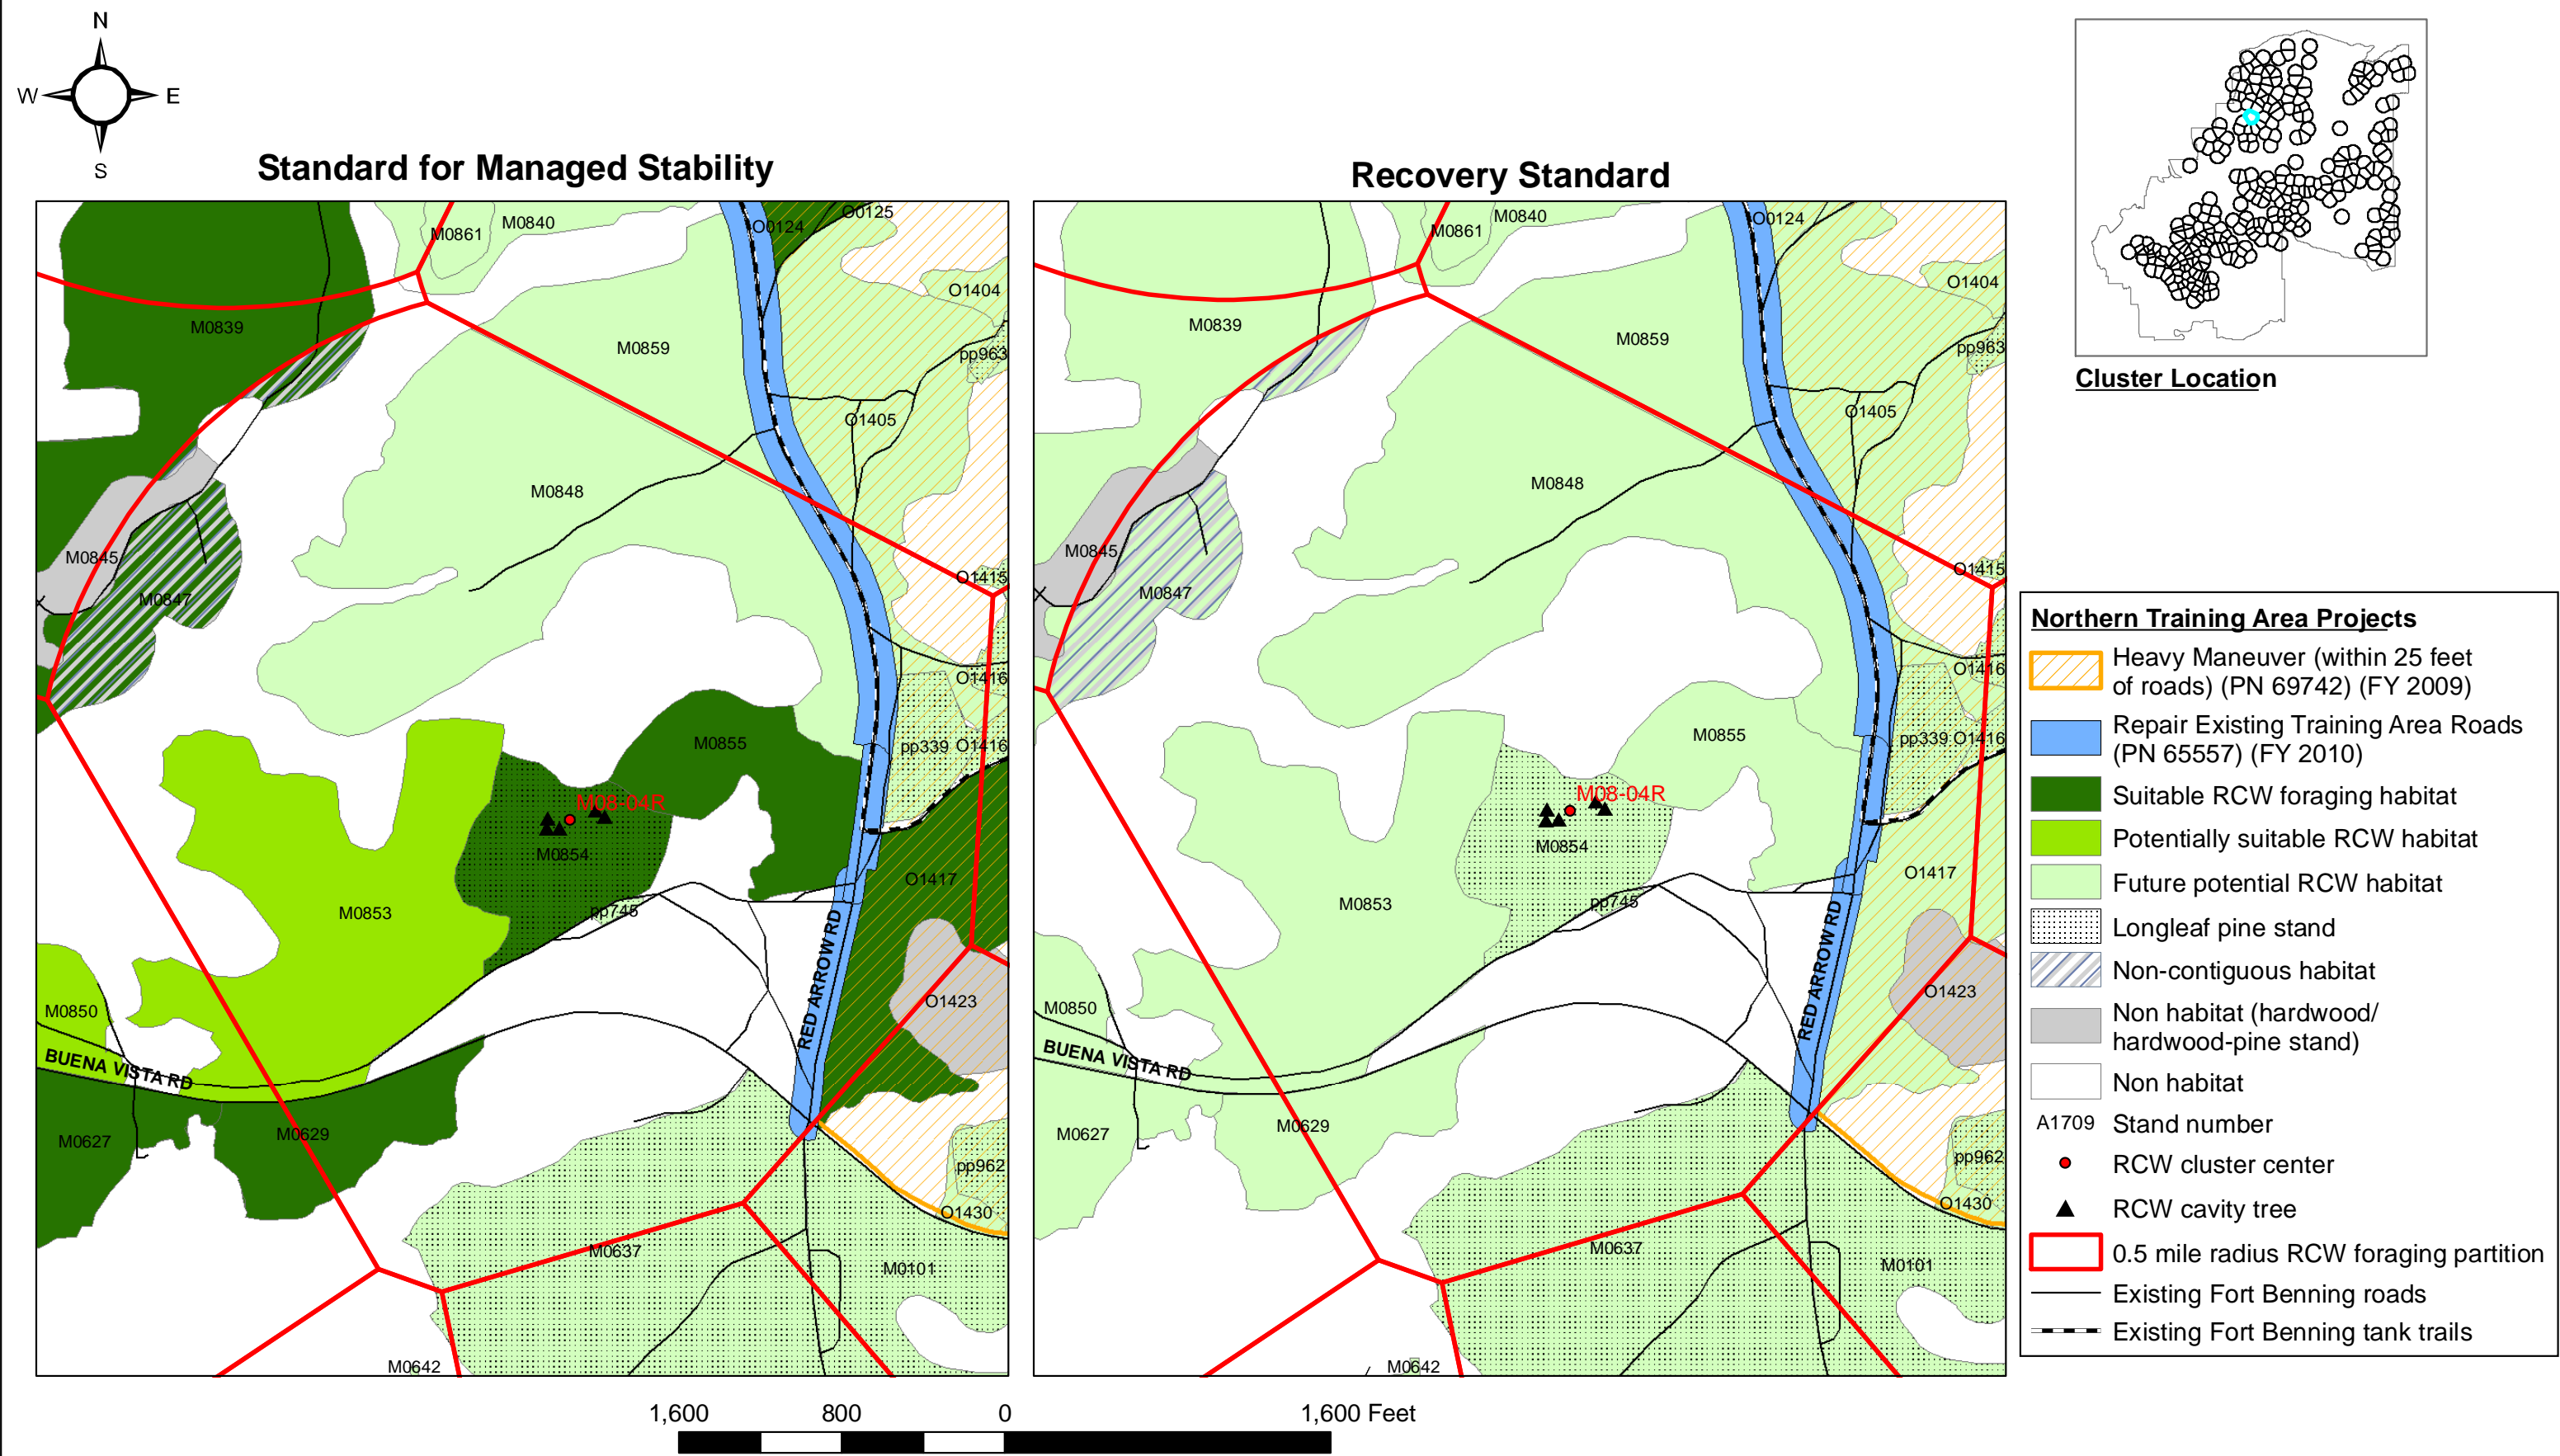 N
W
E
S
Standard for Managed Stability
Recovery Standard
Cluster Location
M0861
M0840
O0124
O0125
O1404
M0839
M0859
pp963
O1405
M0848
M0845
M0847
O1415
O1416
pp339
O1416
M0855
M08-04R
M0854
O1417
M0853
pp745
RED ARROW RD
O1423
M0850
BUENA VISTA RD
M0627
M0629
pp962
O1430
M0637
M0101
M0642
M0861
M0840
O0124
O1404
M0839
M0859
pp963
O1405
M0848
M0845
M0847
O1415
O1416
pp339
O1416
M0855
M08-04R
M0854
O1417
M0853
pp745
RED ARROW RD
O1423
M0850
BUENA VISTA RD
M0627
M0629
pp962
O1430
M0637
M0101
M0642
Northern Training Area Projects
Heavy Maneuver (within 25 feet
of roads) (PN 69742) (FY 2009)
Repair Existing Training Area Roads
(PN 65557) (FY 2010)
Suitable RCW foraging habitat
Potentially suitable RCW habitat
Future potential RCW habitat
Longleaf pine stand
Non-contiguous habitat
Non habitat (hardwood/
hardwood-pine stand)
Non habitat
A1709 Stand number
RCW cluster center
RCW cavity tree
0.5 mile radius RCW foraging partition
Existing Fort Benning roads
Existing Fort Benning tank trails
1,600 800 0 1,600 Feet